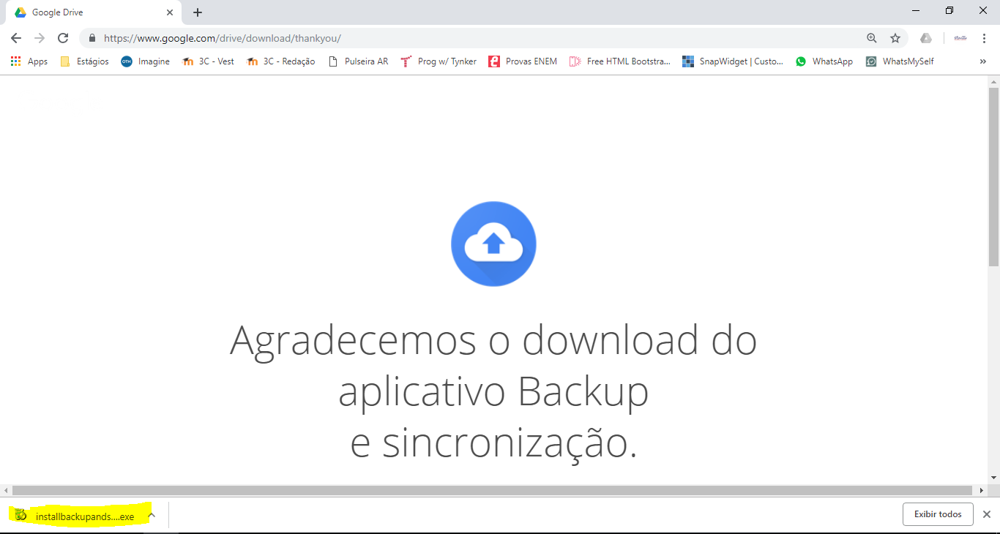 Google Drive
https://www.google.com/drive/download/thankyou/
Apps Estágios Imagine 3C - Vest 3C - Redação Pulseira AR Prog w/ Tynker Provas ENEM Free HTML Bootstra... SnapWidget | Custo... WhatsApp WhatsMySelf »
Agradecemos o download do
aplicativo Backup
e sincronização.
installbackupands....exe Exibir todos